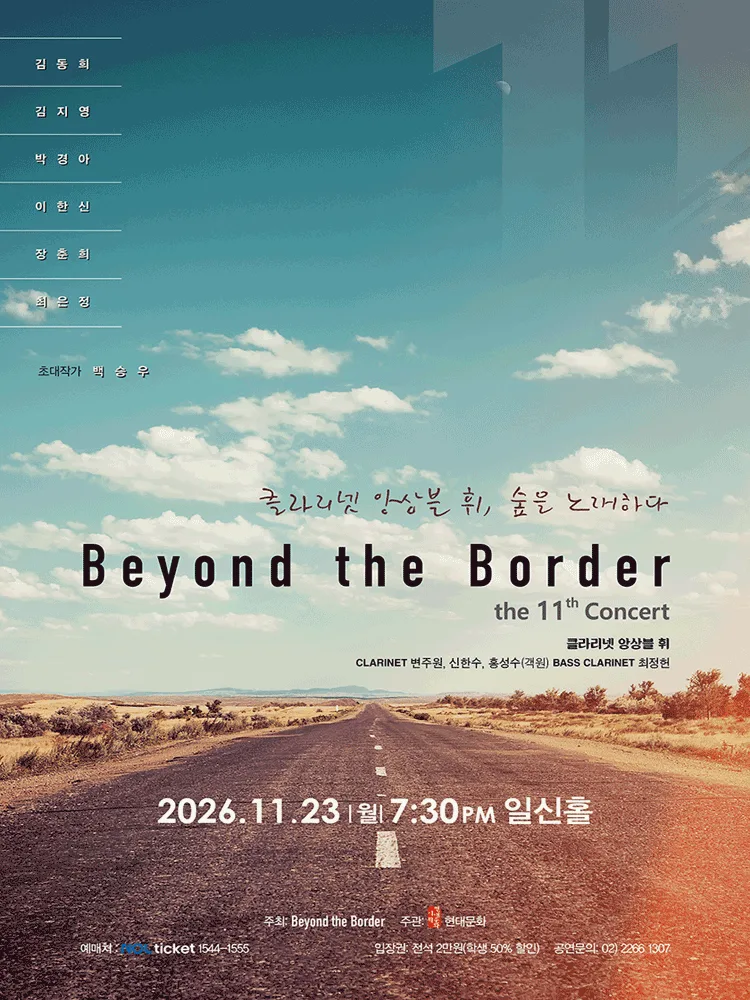 11
김동희
김지영
박경아
이한신
장춘희
최은정
초대작가 백승우
클라리넷 앙상블 휘, 숨을 노래하다
Beyond the Border
the 11th Concert
클라리넷 앙상블 휘
CLARINET 변주원, 신한수, 홍성수(객원) BASS CLARINET 최정헌
2026.11.23 |월| 7:30PM 일신홀
주최: Beyond the Border 주관: 현대문화
예매처: ticket 1544-1555 입장권: 전석 2만원(학생 50% 할인) 공연문의: 02) 2266 1307